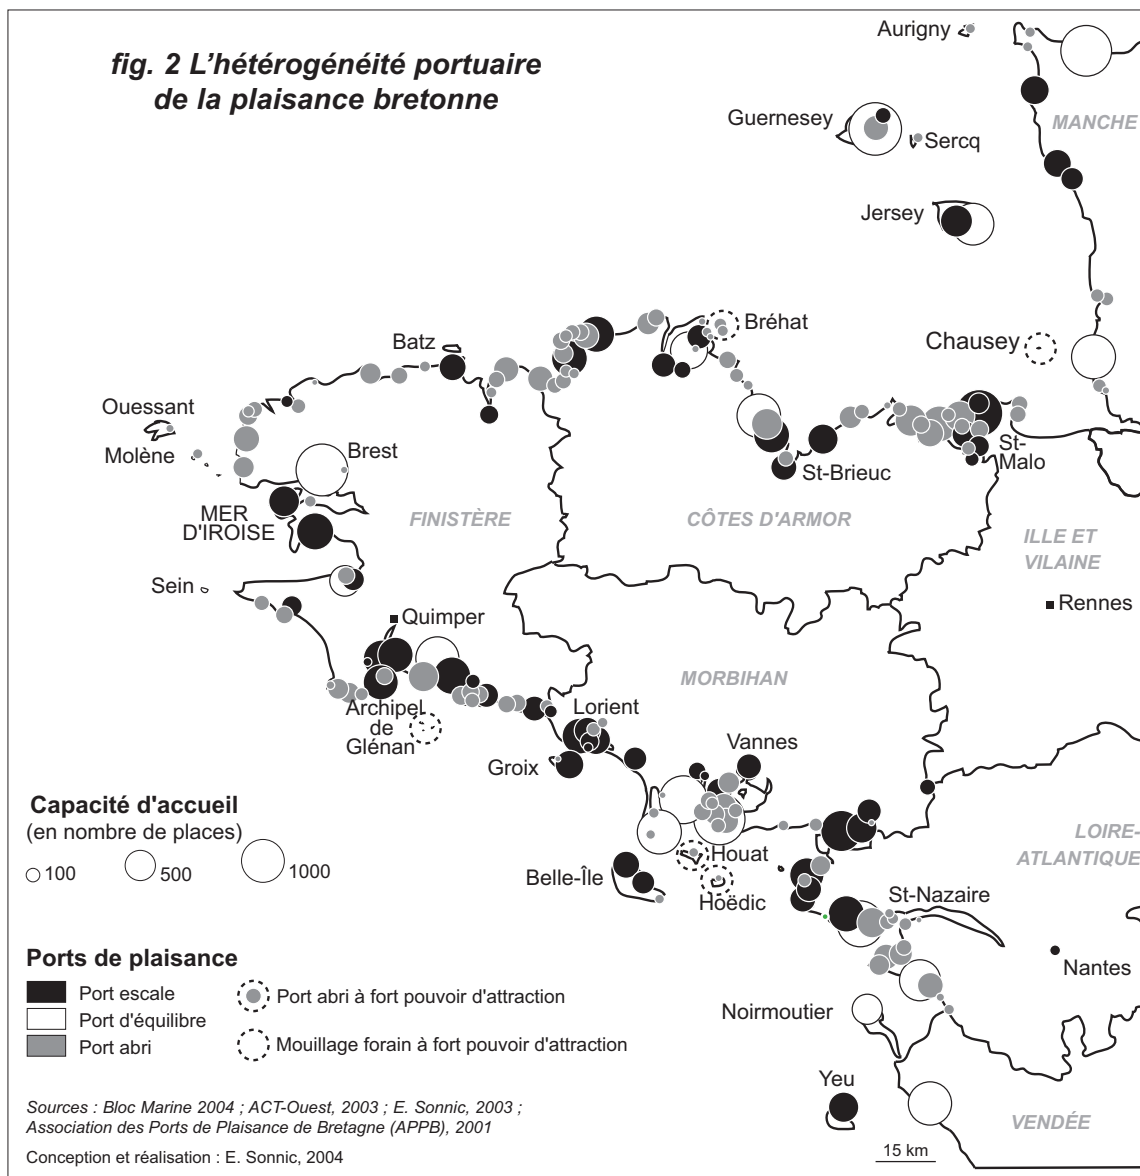 fig. 2 L'hétérogénéité portuaire
de la plaisance bretonne
Aurigny
Guernesey
MANCHE
Sercq
Jersey
Bréhat
Batz
Chausey
Ouessant
Molène
Brest
St-Brieuc
St-
Malo
MER
D'IROISE
FINISTÈRE
CÔTES D'ARMOR
ILLE ET
VILAINE
Sein
Rennes
Quimper
MORBIHAN
Archipel
de
Glénan
Lorient
Vannes
Groix
Capacité d'accueil
(en nombre de places)
100
500
1000
LOIRE-
ATLANTIQUE
Houat
Belle-Île
Hoëdic
St-Nazaire
Ports de plaisance
Port escale
Port d'équilibre
Port abri
Port abri à fort pouvoir d'attraction
Mouillage forain à fort pouvoir d'attraction
Nantes
Noirmoutier
Yeu
VENDÉE
Sources : Bloc Marine 2004 ; ACT-Ouest, 2003 ; E. Sonnic, 2003 ;
Association des Ports de Plaisance de Bretagne (APPB), 2001
Conception et réalisation : E. Sonnic, 2004
15 km